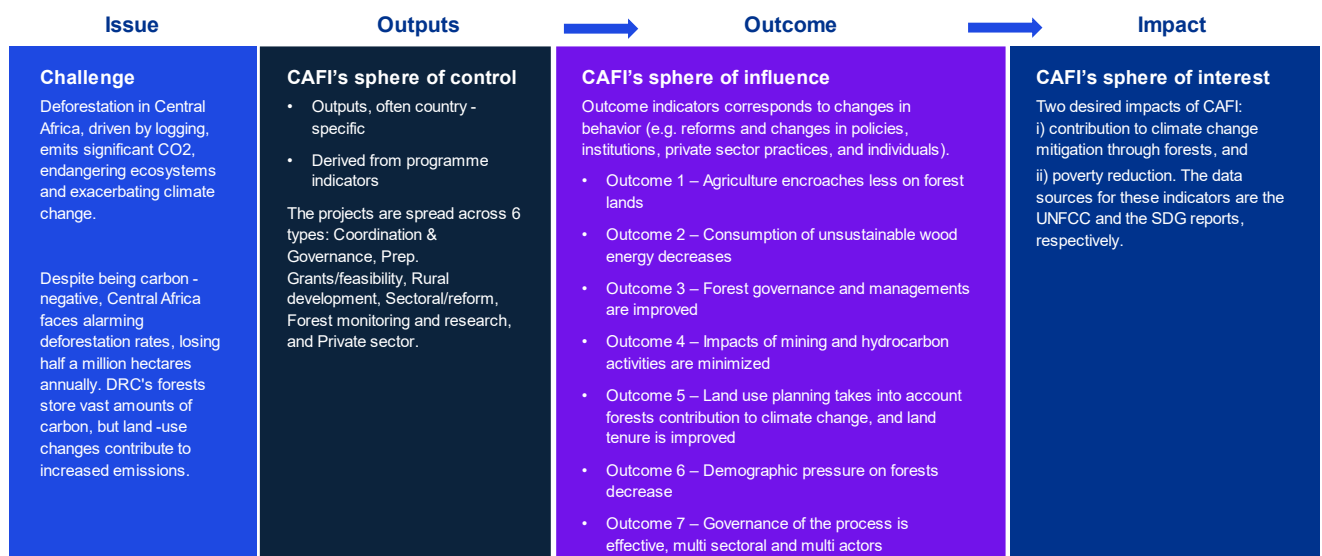 Issue
Outputs
Outcome
Impact
Challenge
Deforestation in Central
Africa, driven by logging,
emits significant CO2,
endangering ecosystems
and exacerbating climate
change.
Despite being carbon -
negative, Central Africa
faces alarming
deforestation rates, losing
half a million hectares
annually. DRC's forests
store vast amounts of
carbon, but land -use
changes contribute to
increased emissions.
CAFI's sphere of control
• Outputs, often country -
specific
• Derived from programme
indicators
The projects are spread across 6
types: Coordination &
Governance, Prep.
Grants/feasibility, Rural
development, Sectoral/reform,
Forest monitoring and research,
and Private sector.
CAFI's sphere of influence
Outcome indicators corresponds to changes in
behavior (e.g. reforms and changes in policies,
institutions, private sector practices, and individuals).
• Outcome 1 – Agriculture encroaches less on forest
lands
• Outcome 2 – Consumption of unsustainable wood
energy decreases
• Outcome 3 – Forest governance and managements
are improved
• Outcome 4 – Impacts of mining and hydrocarbon
activities are minimized
• Outcome 5 – Land use planning takes into account
forests contribution to climate change, and land
tenure is improved
• Outcome 6 – Demographic pressure on forests
decrease
• Outcome 7 – Governance of the process is
effective, multi sectoral and multi actors
CAFI's sphere of interest
Two desired impacts of CAFI:
i) contribution to climate change
mitigation through forests, and
ii) poverty reduction. The data
sources for these indicators are the
UNFCC and the SDG reports,
respectively.